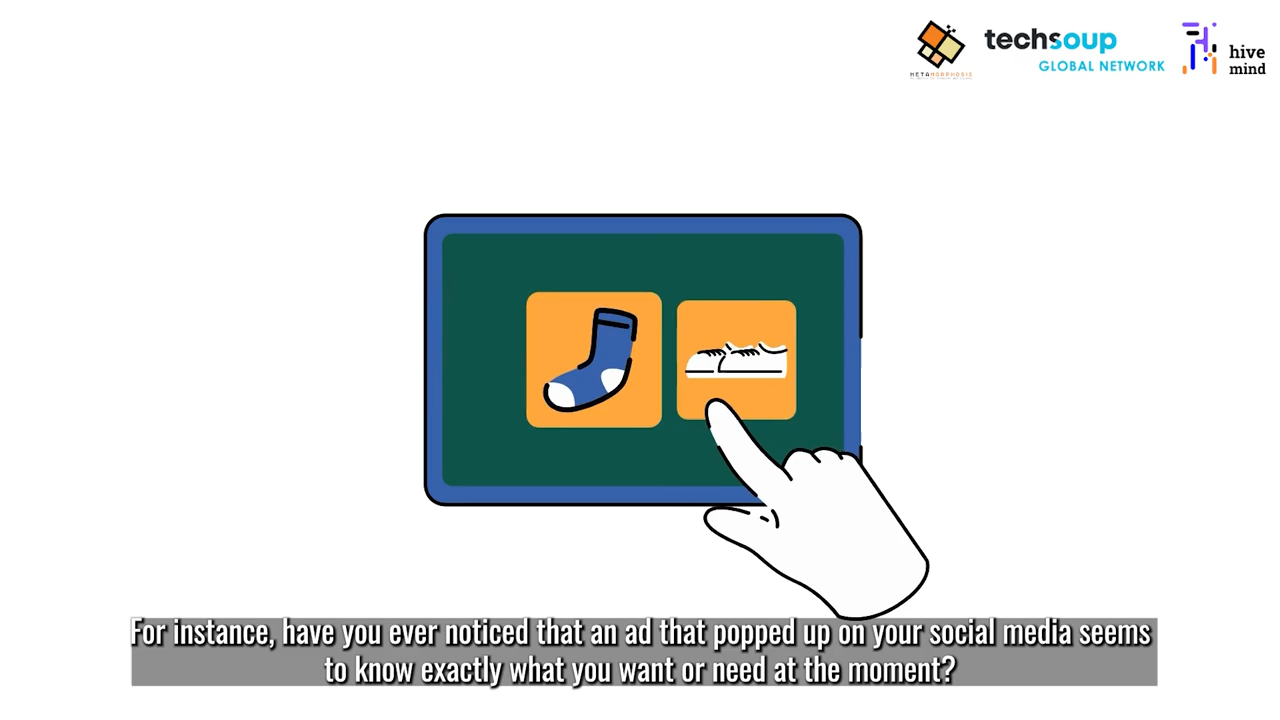 METAMORPHOSIS
techsoup
GLOBAL NETWORK
hive
mind
For instance, have you ever noticed that an ad that popped up on your social media seems
to know exactly what you want or need at the moment?